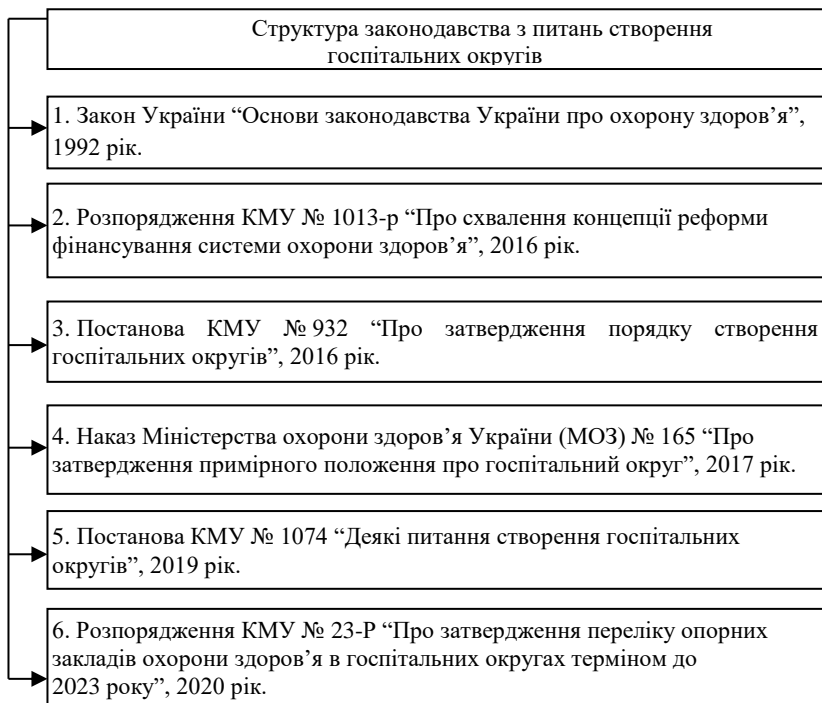 Структура законодавства з питань створення
госпітальних округів
1. Закон України “Основи законодавства України про охорону здоров’я”,
1992 рік.
2. Розпорядження КМУ № 1013-р “Про схвалення концепції реформи
фінансування системи охорони здоров’я”, 2016 рік.
3. Постанова КМУ № 932 “Про затвердження порядку створення
госпітальних округів”, 2016 рік.
4. Наказ Міністерства охорони здоров’я України (МОЗ) № 165 “Про
затвердження примірного положення про госпітальний округ”, 2017 рік.
5. Постанова КМУ № 1074 “Деякі питання створення госпітальних
округів”, 2019 рік.
6. Розпорядження КМУ № 23-Р “Про затвердження переліку опорних
закладів охорони здоров’я в госпітальних округах терміном до
2023 року”, 2020 рік.